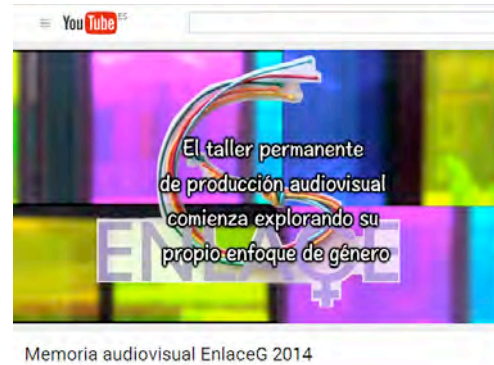 YouTube ES
El taller permanente
de producción audiovisual
comienza explorando su
propio enfoque de género
ENLACE
Memoria audiovisual EnlaceG 2014